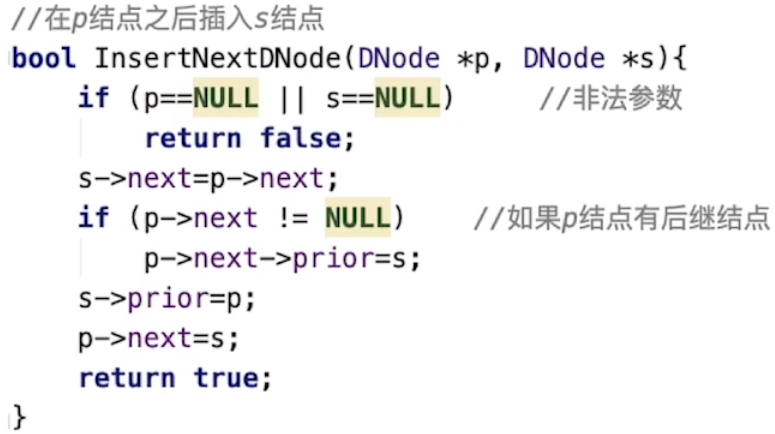 //在p结点之后插入s结点
bool InsertNextDNode(DNode *p, DNode *s){
    if (p==NULL || s==NULL)     //非法参数
        return false;
    s->next=p->next;
    if (p->next != NULL)     //如果p结点有后继结点
        p->next->prior=s;
    s->prior=p;
    p->next=s;
    return true;
}